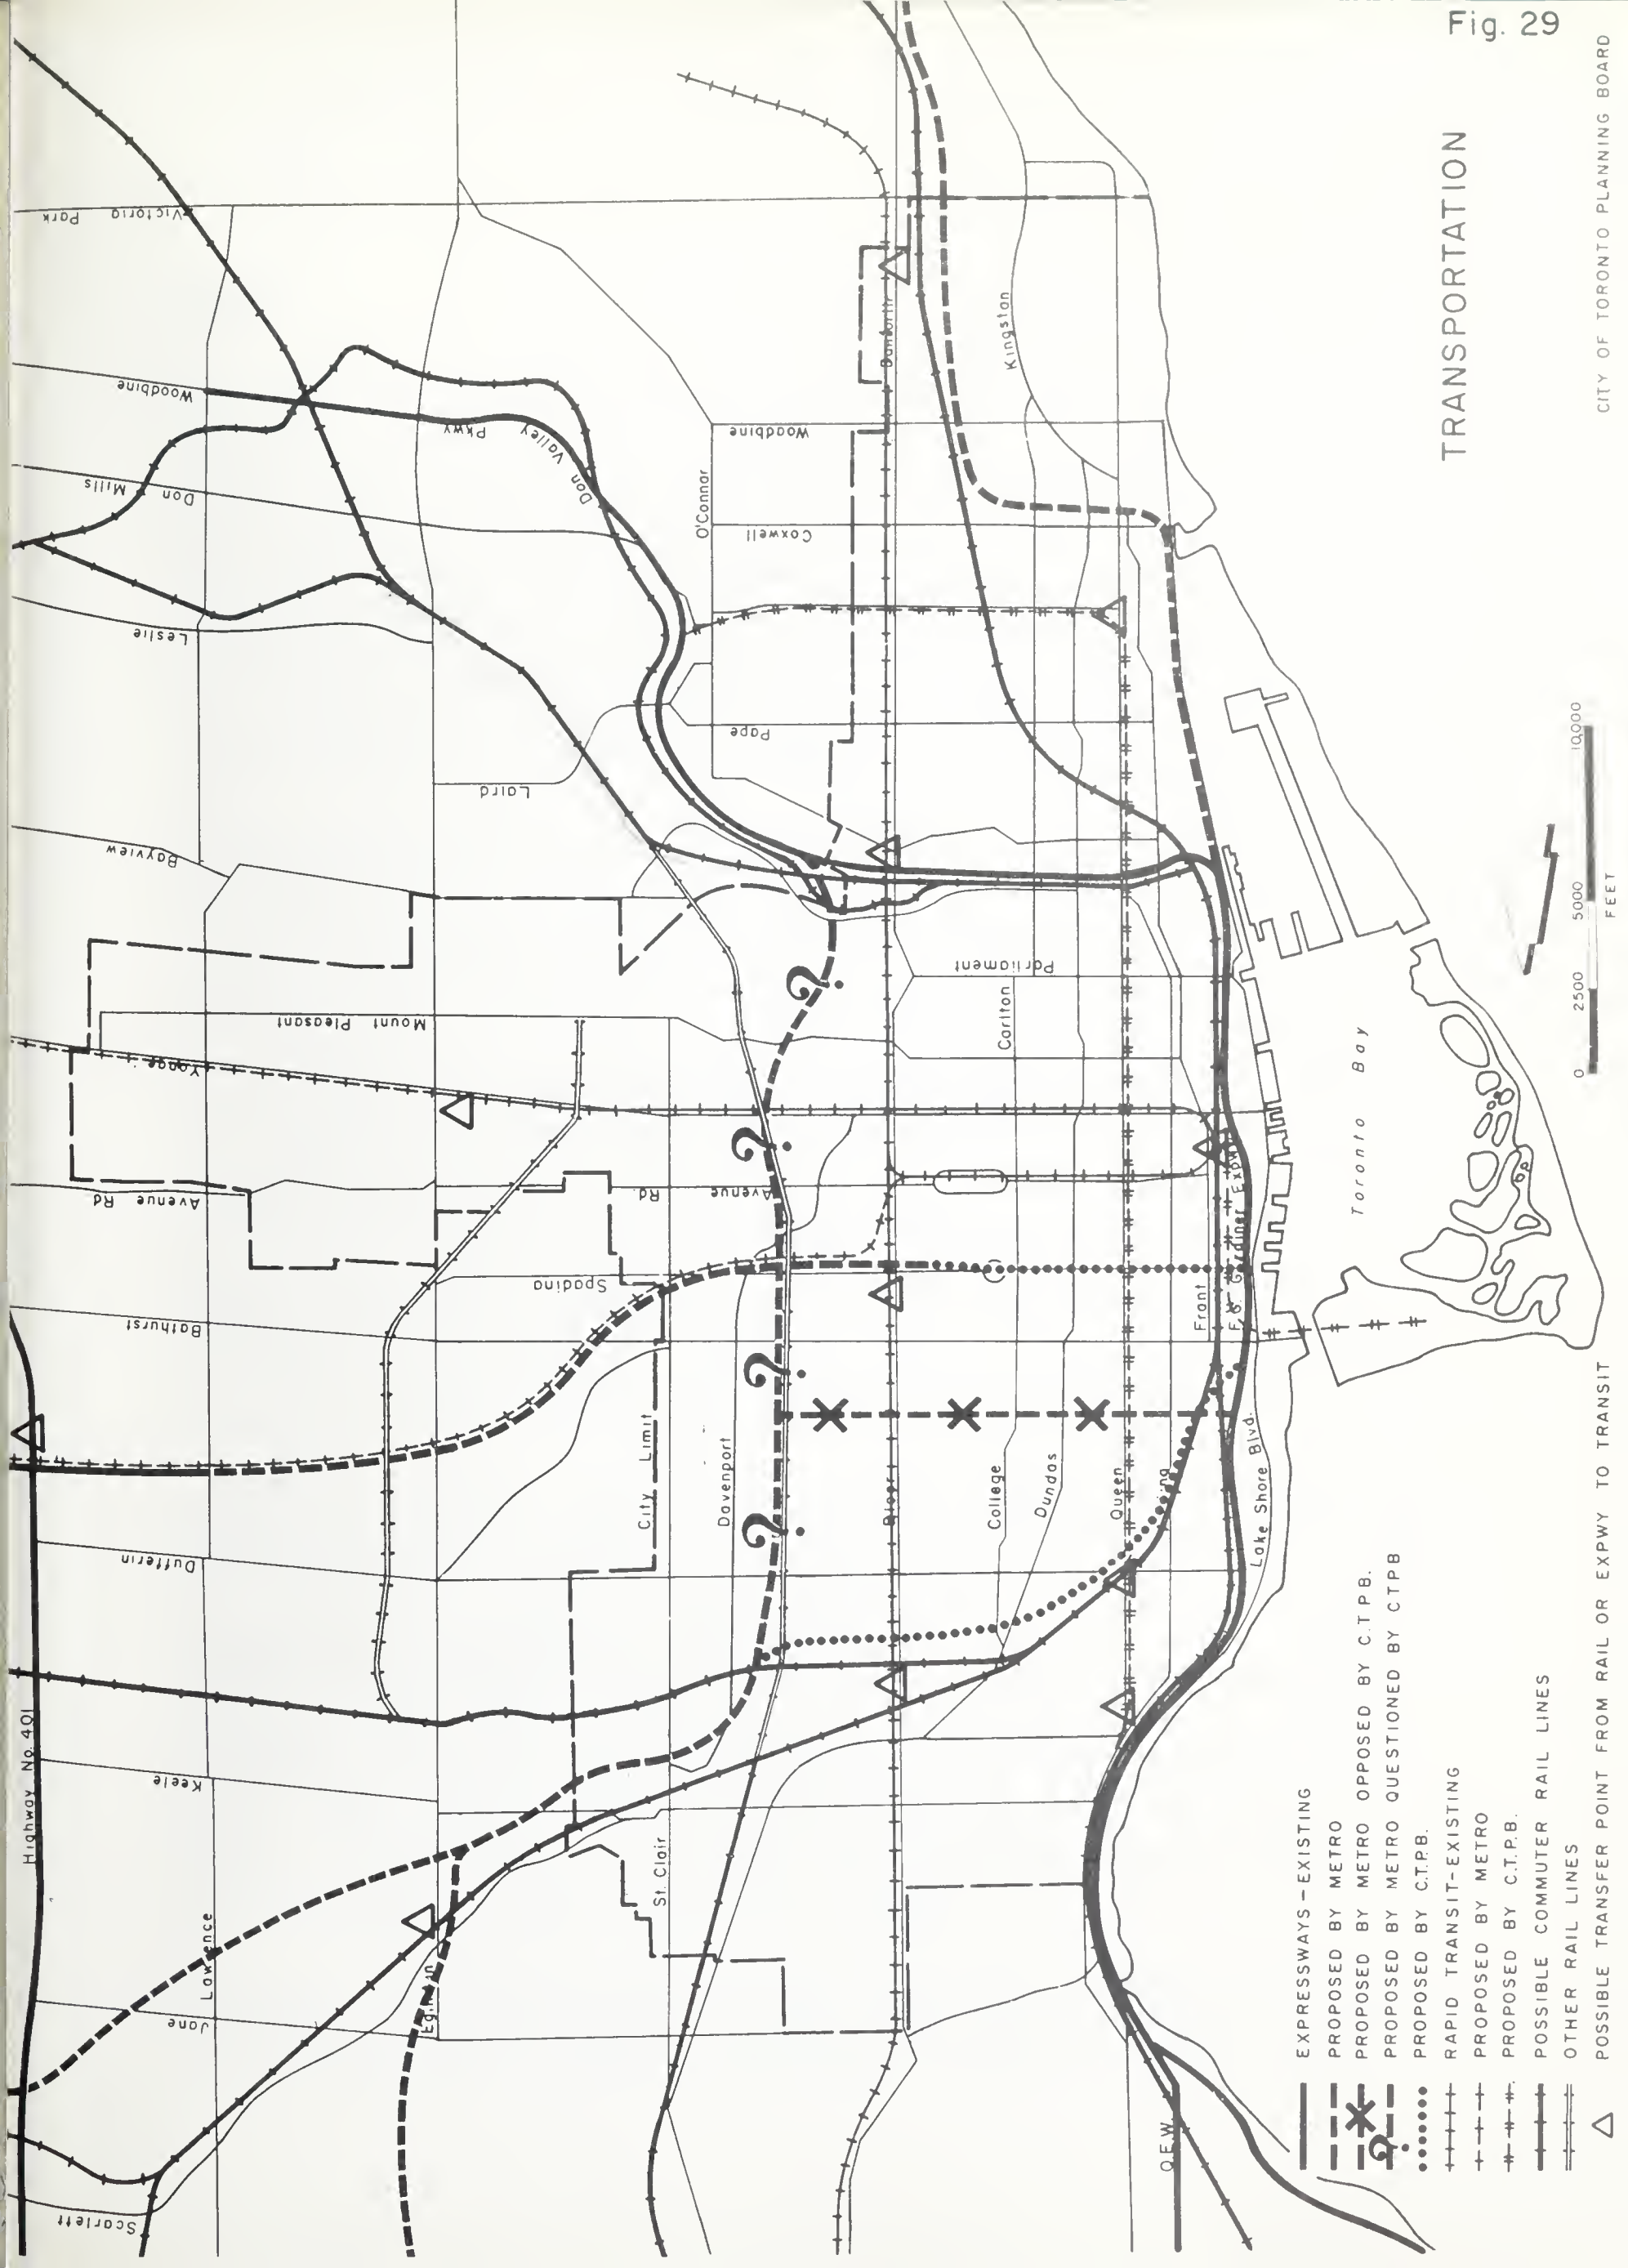 Fig. 29
TRANSPORTATION
CITY OF TORONTO PLANNING BOARD
Highway No. 401
Scarlett
Jane
Keele
Dufferin
Bathurst
Avenue Rd
Yonge
Mount Pleasant
Bayview
Leslie
Don Mills
Woodbine
Victoria Park
Lawrence
St. Clair
City Limit
Davenport
Spadina
Avenue Rd
Laird
Don Valley Pkwy
O'Connor
Woodbine
Coxwell
Pape
Danforth
Kingston
Bloor
College
Carlton
Dundas
Queen
Parliament
Front
F.G. Gardiner Expwy
Lake Shore Blvd.
Q.E.W.
Toronto Bay
0 2500 5000 10,000
FEET
EXPRESSWAYS – EXISTING
PROPOSED BY METRO
PROPOSED BY METRO OPPOSED BY C.T.P.B.
PROPOSED BY METRO QUESTIONED BY CTPB
PROPOSED BY C.T.P.B.
RAPID TRANSIT – EXISTING
PROPOSED BY METRO
PROPOSED BY C.T.P.B.
POSSIBLE COMMUTER RAIL LINES
OTHER RAIL LINES
POSSIBLE TRANSFER POINT FROM RAIL OR EXPWY TO TRANSIT